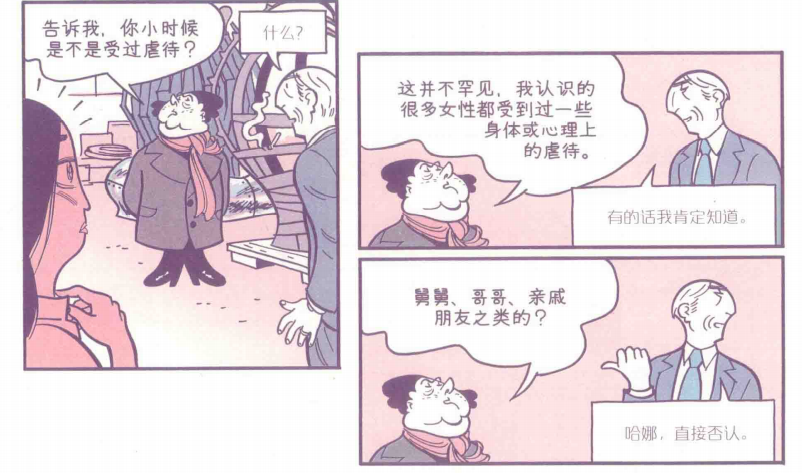 告诉我，你小时候
是不是受过虐待？
什么？
这并不罕见，我认识的
很多女性都受到过一些
身体或心理上
的虐待。
有的话我肯定知道。
舅舅、哥哥、亲戚
朋友之类的？
哈娜，直接否认。